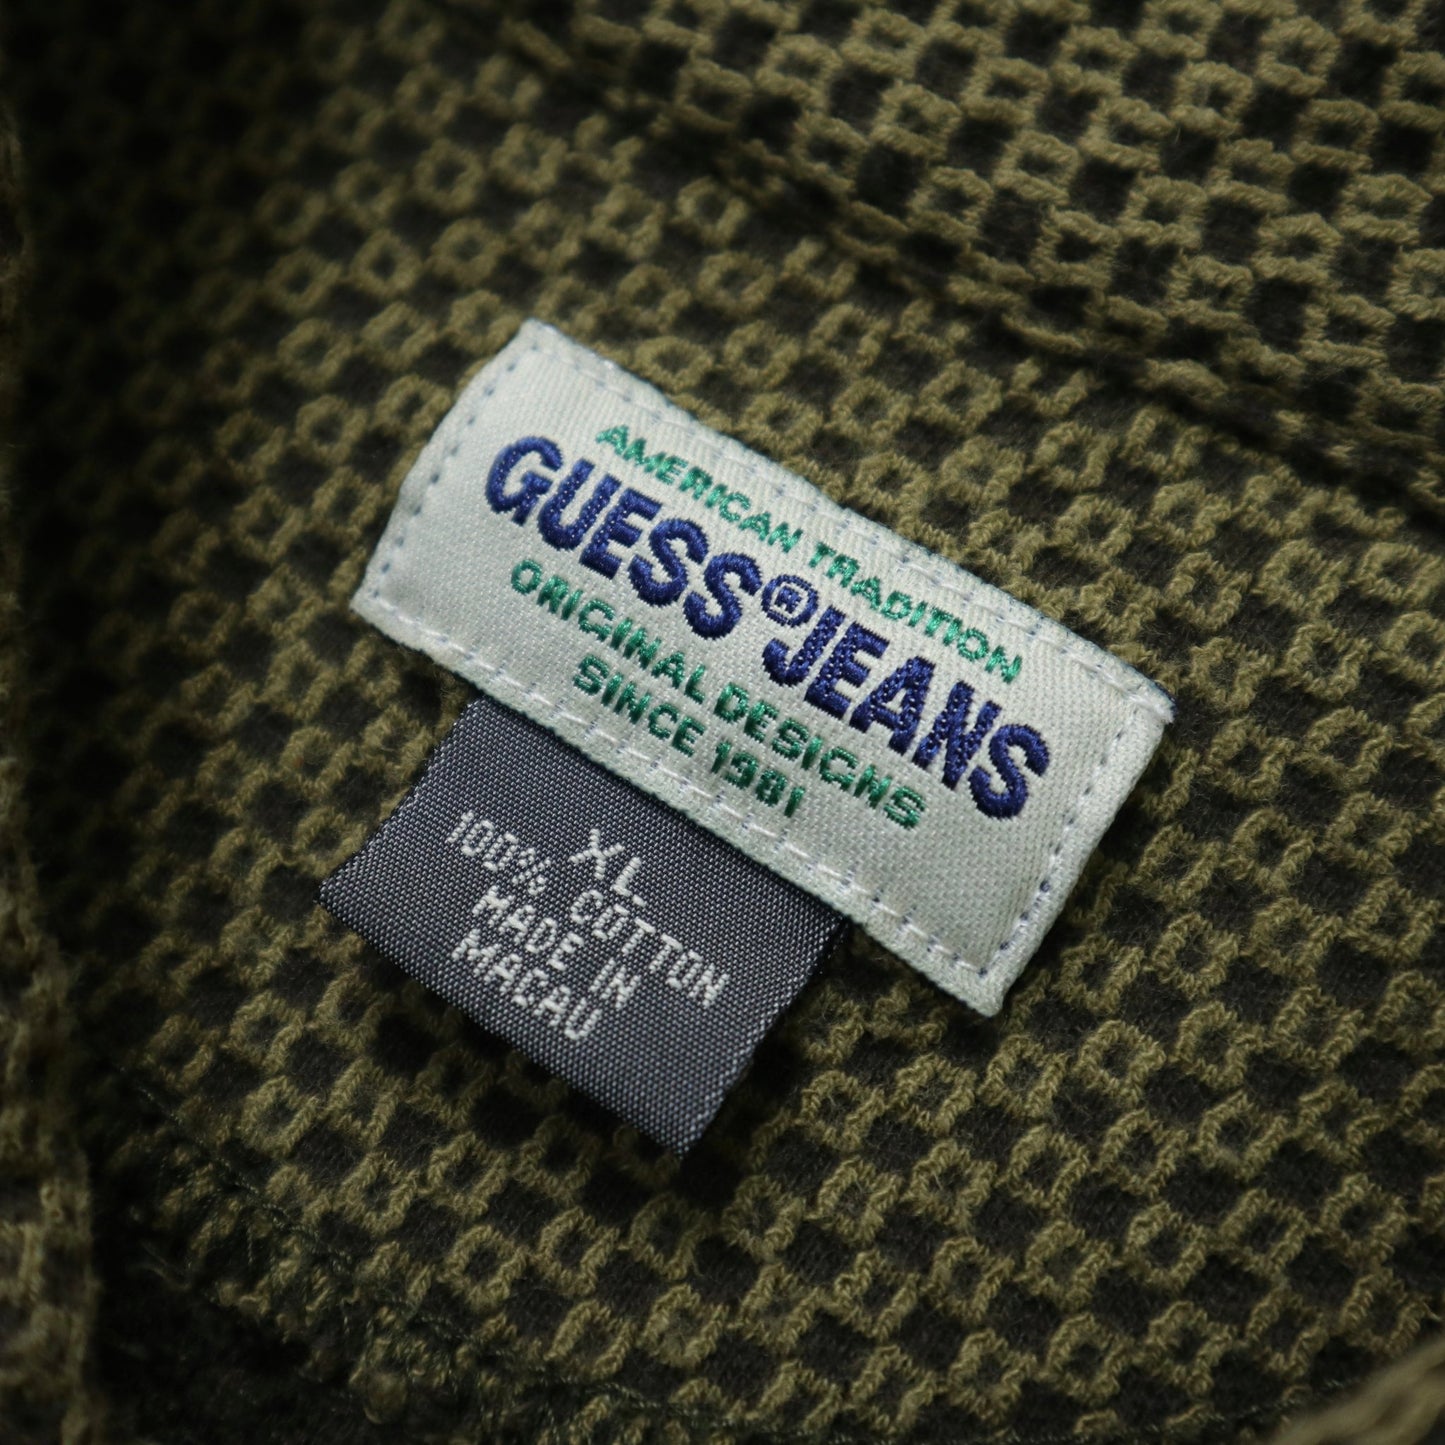 AMERICAN TRADITION
GUESS®JEANS
ORIGINAL DESIGNS
SINCE 1981
XL
100% COTTON
MADE IN
MACAU